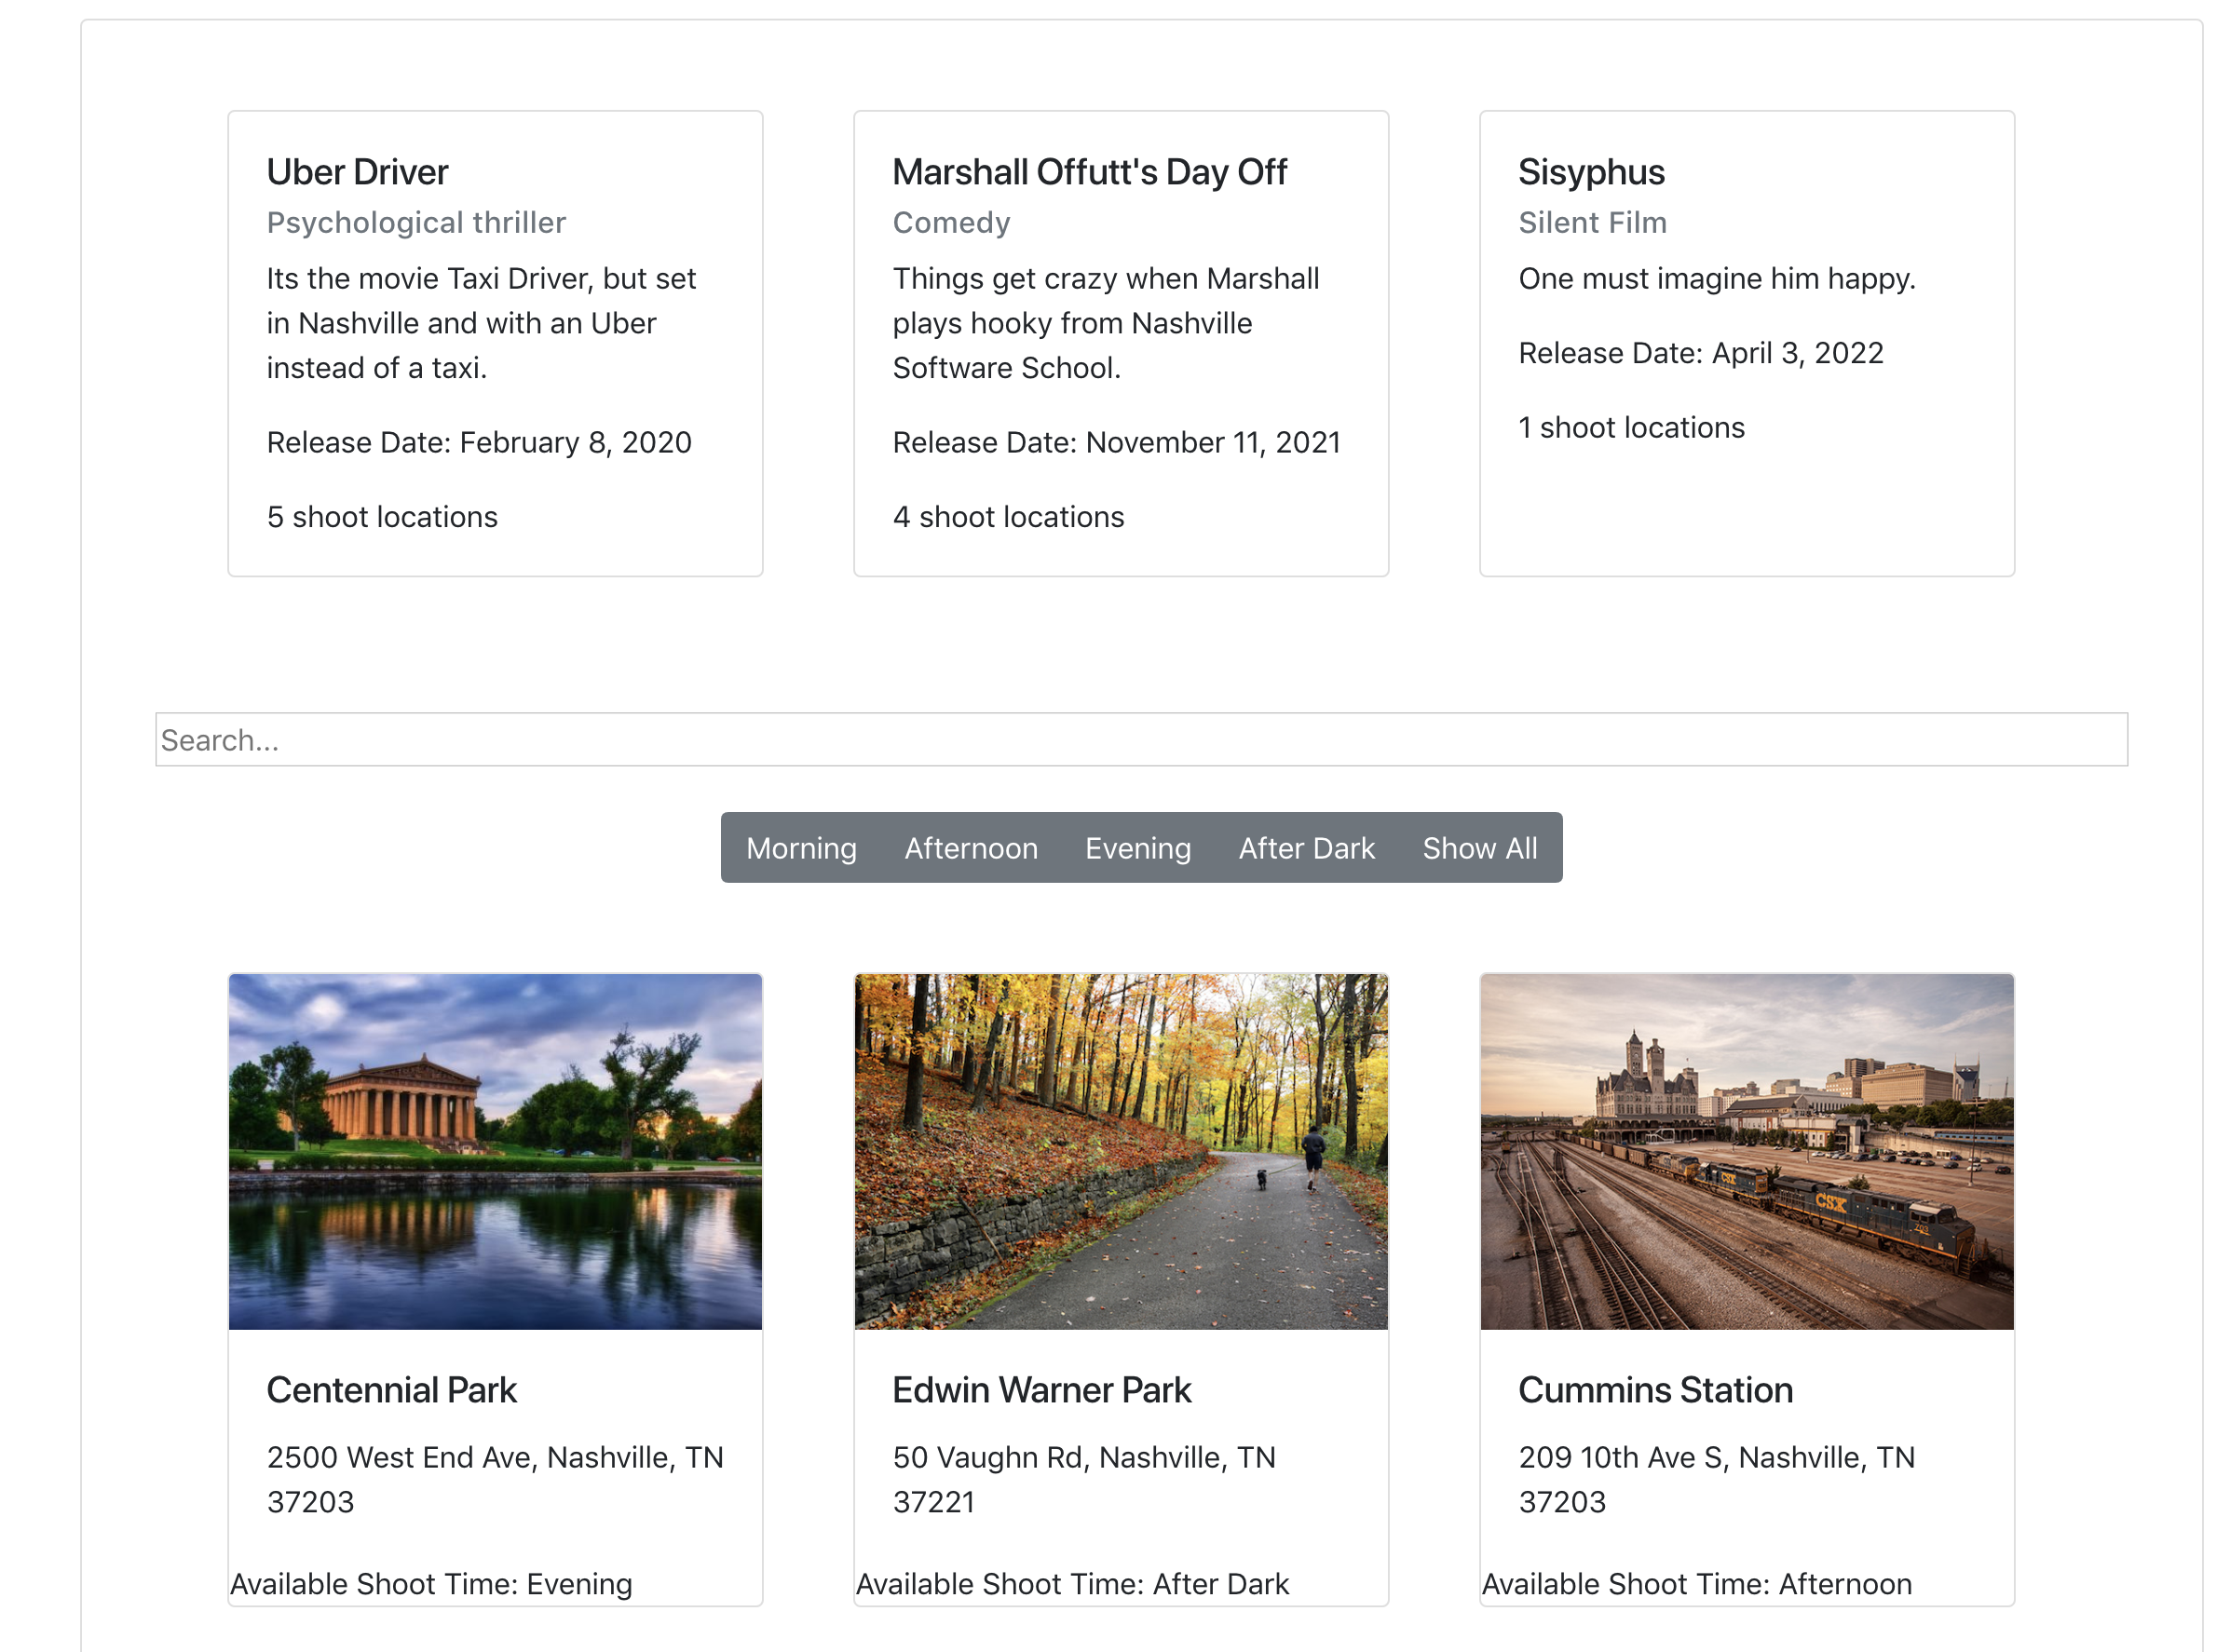 Uber Driver
Psychological thriller
Its the movie Taxi Driver, but set
in Nashville and with an Uber
instead of a taxi.
Release Date: February 8, 2020
5 shoot locations
Marshall Offutt's Day Off
Comedy
Things get crazy when Marshall
plays hooky from Nashville
Software School.
Release Date: November 11, 2021
4 shoot locations
Sisyphus
Silent Film
One must imagine him happy.
Release Date: April 3, 2022
1 shoot locations
Search...
Morning Afternoon Evening After Dark Show All
Centennial Park
2500 West End Ave, Nashville, TN
37203
Available Shoot Time: Evening
Edwin Warner Park
50 Vaughn Rd, Nashville, TN
37221
Available Shoot Time: After Dark
CSX
CSX
Cummins Station
209 10th Ave S, Nashville, TN
37203
Available Shoot Time: Afternoon